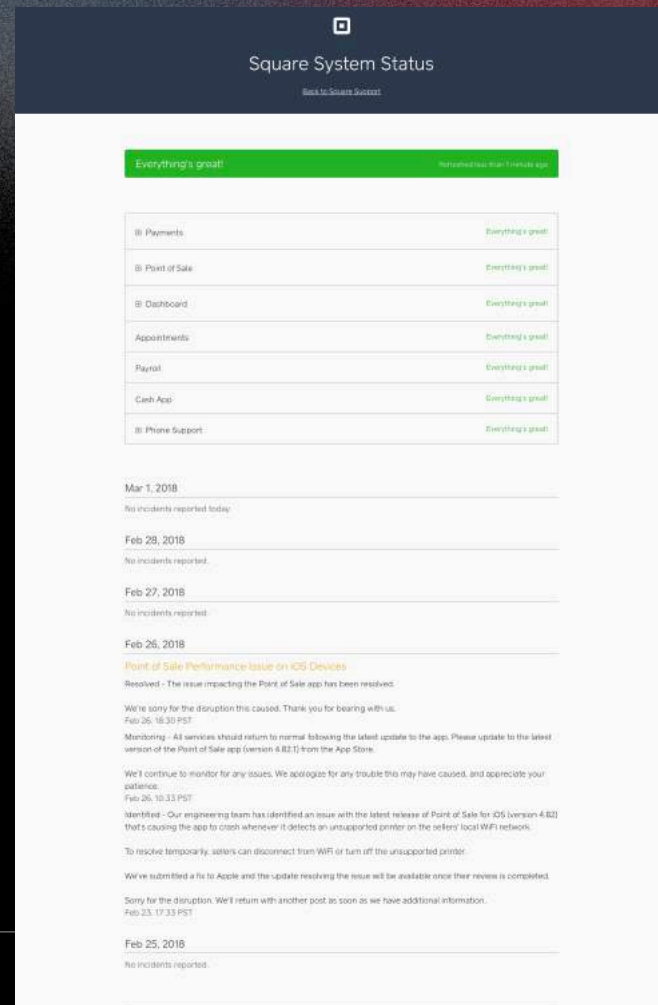 Square System Status
Back to Square Support
Everything's great!
Refreshed less than 1 minute ago
Payments
Everything's great!
Point of Sale
Everything's great!
Dashboard
Everything's great!
Appointments
Everything's great!
Payroll
Everything's great!
Cash App
Everything's great!
Phone Support
Everything's great!
Mar 1, 2018
No incidents reported today.
Feb 28, 2018
No incidents reported.
Feb 27, 2018
No incidents reported.
Feb 26, 2018
Point of Sale Performance Issue on iOS Devices
Resolved - The issue impacting the Point of Sale app has been resolved.
We're sorry for the disruption this caused. Thank you for bearing with us.
Feb 26, 18:30 PST
Monitoring - All services should return to normal following the latest update to the app. Please update to the latest
version of the Point of Sale app (version 4.82.1) from the App Store.
We'll continue to monitor for any issues. We apologize for any trouble this may have caused, and appreciate your
patience.
Feb 26, 10:33 PST
Identified - Our engineering team has identified an issue with the latest release of Point of Sale for iOS (version 4.82)
that's causing the app to crash whenever it detects an unsupported printer on the sellers' local WiFi network.
To resolve temporarily, sellers can disconnect from WiFi or turn off the unsupported printer.
We've submitted a fix to Apple and the update resolving the issue will be available once their review is completed.
Sorry for the disruption. We'll return with another post as soon as we have additional information.
Feb 23, 17:33 PST
Feb 25, 2018
No incidents reported.